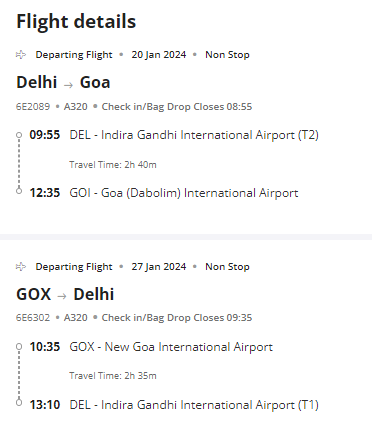 Flight details
Departing Flight • 20 Jan 2024 • Non Stop
Delhi → Goa
6E2089 • A320 • Check in/Bag Drop Closes 08:55
09:55 DEL - Indira Gandhi International Airport (T2)
Travel Time: 2h 40m
12:35 GOI - Goa (Dabolim) International Airport
Departing Flight • 27 Jan 2024 • Non Stop
GOX → Delhi
6E6302 • A320 • Check in/Bag Drop Closes 09:35
10:35 GOX - New Goa International Airport
Travel Time: 2h 35m
13:10 DEL - Indira Gandhi International Airport (T1)